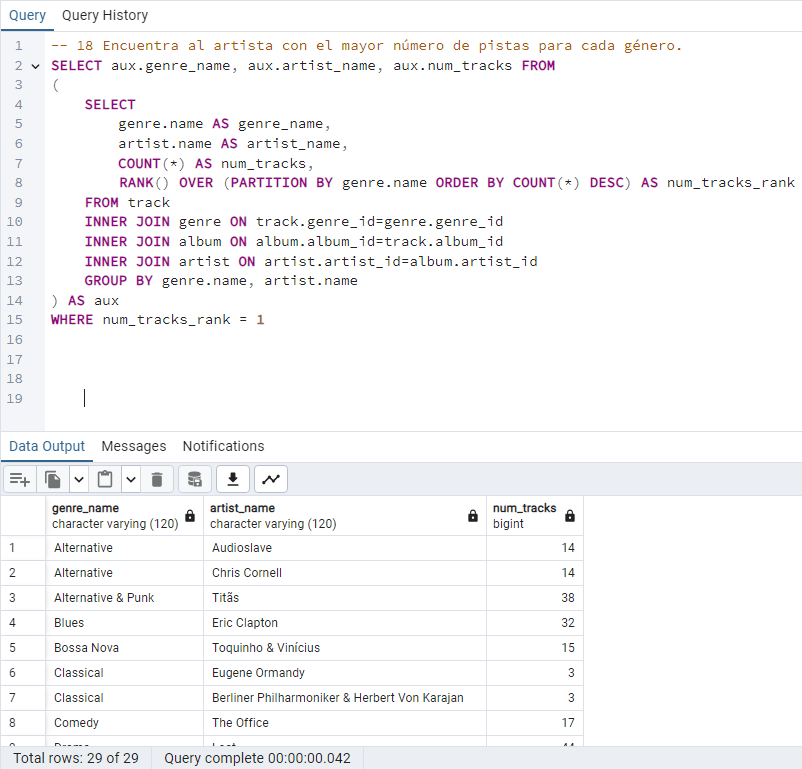 Query Query History
1 -- 18 Encuentra al artista con el mayor número de pistas para cada género.
2 SELECT aux.genre_name, aux.artist_name, aux.num_tracks FROM
3 (
4 SELECT
5 genre.name AS genre_name,
6 artist.name AS artist_name,
7 COUNT(*) AS num_tracks,
8 RANK() OVER (PARTITION BY genre.name ORDER BY COUNT(*) DESC) AS num_tracks_rank
9 FROM track
10 INNER JOIN genre ON track.genre_id=genre.genre_id
11 INNER JOIN album ON album.album_id=track.album_id
12 INNER JOIN artist ON artist.artist_id=album.artist_id
13 GROUP BY genre.name, artist.name
14 ) AS aux
15 WHERE num_tracks_rank = 1
16
17
18
19
Data Output Messages Notifications
genre_name artist_name num_tracks
character varying (120) character varying (120) bigint
1 Alternative Audioslave 14
2 Alternative Chris Cornell 14
3 Alternative & Punk Titãs 38
4 Blues Eric Clapton 32
5 Bossa Nova Toquinho & Vinícius 15
6 Classical Eugene Ormandy 3
7 Classical Berliner Philharmoniker & Herbert Von Karajan 3
8 Comedy The Office 17
Total rows: 29 of 29 Query complete 00:00:00.042